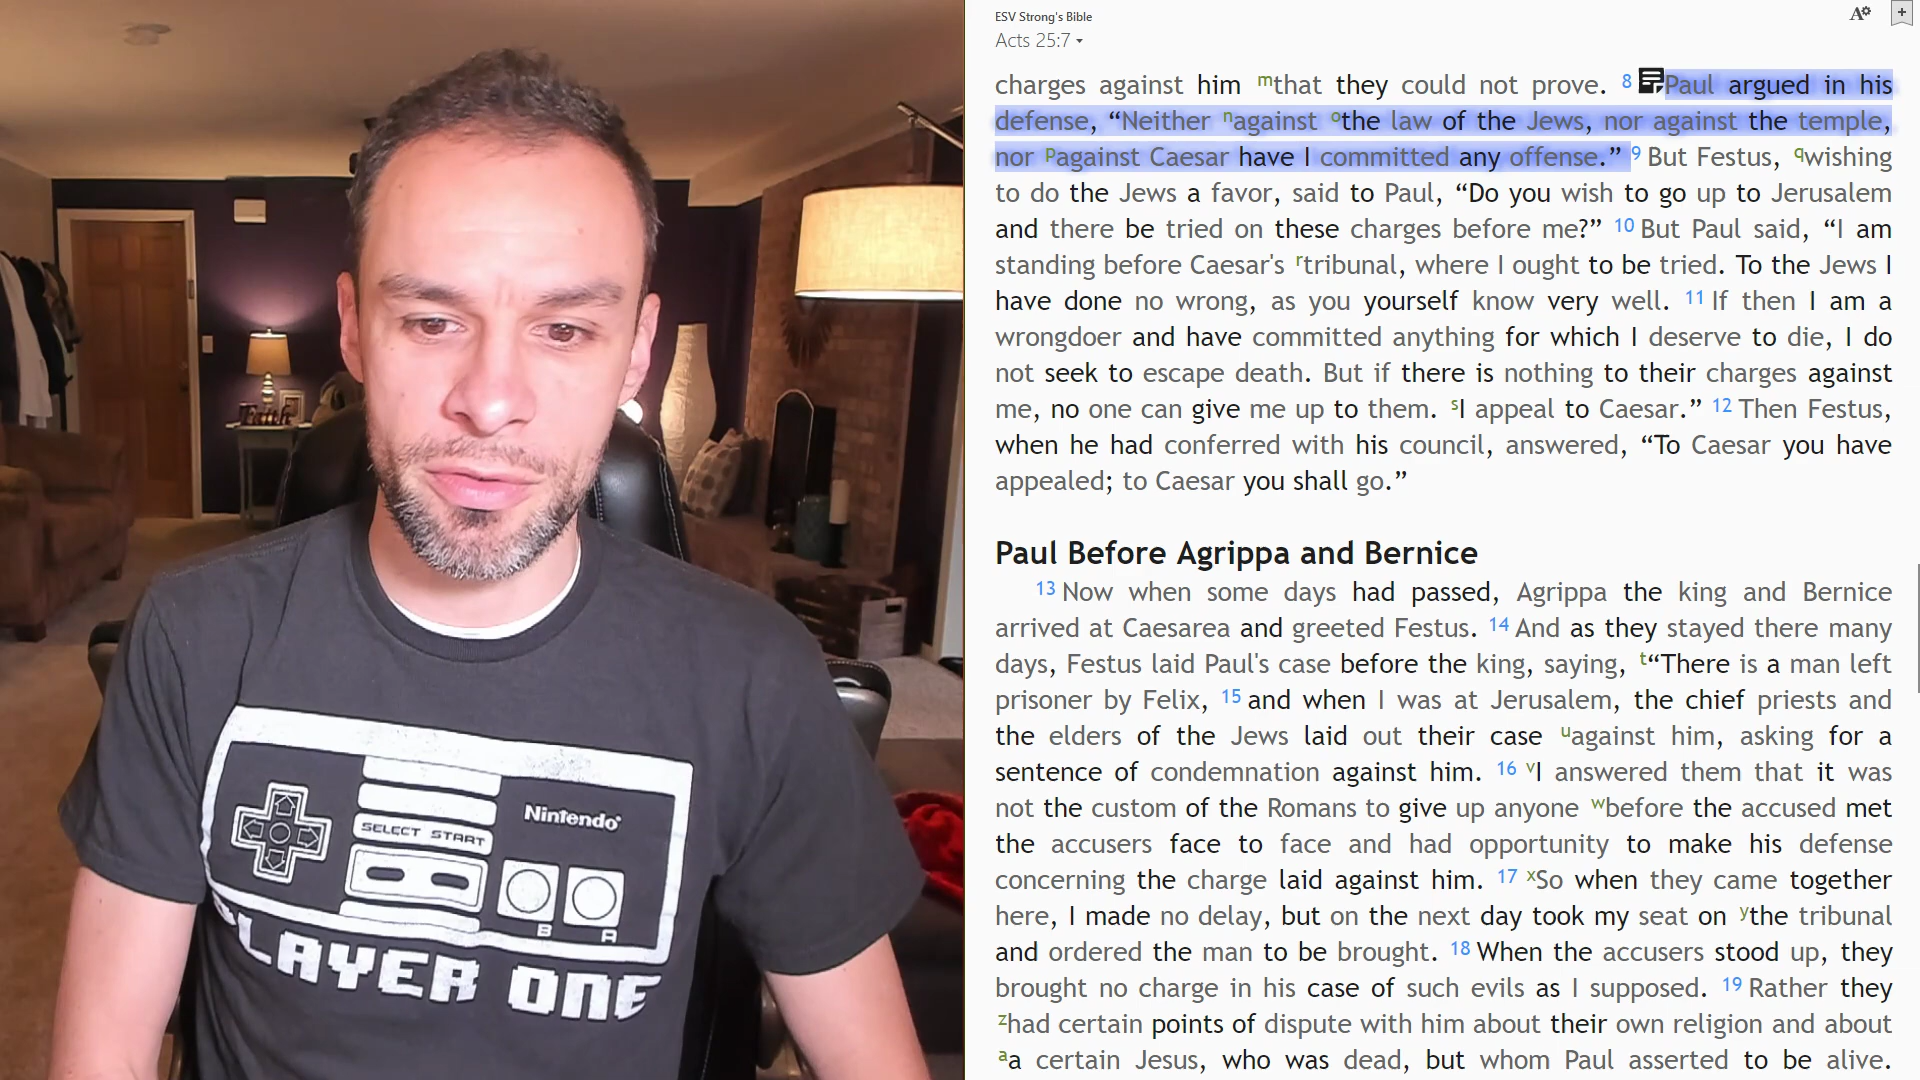 Faith
Nintendo
SELECT START
B A
PLAYER ONE
ESV Strong's Bible
Acts 25:7
charges against him mthat they could not prove. 8 Paul argued in his
defense, “Neither nagainst othe law of the Jews, nor against the temple,
nor pagainst Caesar have I committed any offense.” 9 But Festus, qwishing
to do the Jews a favor, said to Paul, “Do you wish to go up to Jerusalem
and there be tried on these charges before me?” 10 But Paul said, “I am
standing before Caesar's rtribunal, where I ought to be tried. To the Jews I
have done no wrong, as you yourself know very well. 11 If then I am a
wrongdoer and have committed anything for which I deserve to die, I do
not seek to escape death. But if there is nothing to their charges against
me, no one can give me up to them. sI appeal to Caesar.” 12 Then Festus,
when he had conferred with his council, answered, “To Caesar you have
appealed; to Caesar you shall go.”
Paul Before Agrippa and Bernice
13 Now when some days had passed, Agrippa the king and Bernice
arrived at Caesarea and greeted Festus. 14 And as they stayed there many
days, Festus laid Paul's case before the king, saying, t“There is a man left
prisoner by Felix, 15 and when I was at Jerusalem, the chief priests and
the elders of the Jews laid out their case uagainst him, asking for a
sentence of condemnation against him. 16 vI answered them that it was
not the custom of the Romans to give up anyone wbefore the accused met
the accusers face to face and had opportunity to make his defense
concerning the charge laid against him. 17 xSo when they came together
here, I made no delay, but on the next day took my seat on ythe tribunal
and ordered the man to be brought. 18 When the accusers stood up, they
brought no charge in his case of such evils as I supposed. 19 Rather they
zhad certain points of dispute with him about their own religion and about
aa certain Jesus, who was dead, but whom Paul asserted to be alive.